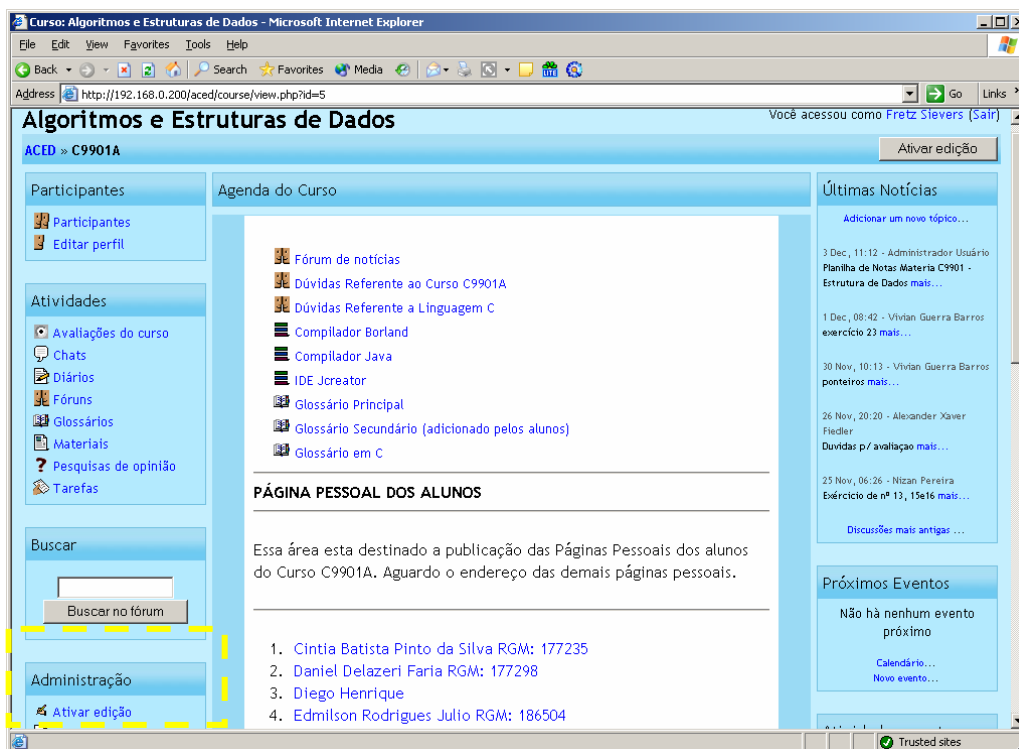 Curso: Algoritmos e Estruturas de Dados - Microsoft Internet Explorer
File Edit View Favorites Tools Help
Back Search Favorites Media
Address http://192.168.0.200/aced/course/view.php?id=5 Go Links
Algoritmos e Estruturas de Dados
Você acessou como Fretz Sievers (Sair)
ACED » C9901A
Ativar edição
Participantes
Participantes
Editar perfil
Atividades
Avaliações do curso
Chats
Diários
Fóruns
Glossários
Materiais
Pesquisas de opinião
Tarefas
Buscar
Buscar no fórum
Administração
Ativar edição
Agenda do Curso
Fórum de notícias
Dúvidas Referente ao Curso C9901A
Dúvidas Referente a Linguagem C
Compilador Borland
Compilador Java
IDE Jcreator
Glossário Principal
Glossário Secundário (adicionado pelos alunos)
Glossário em C
PÁGINA PESSOAL DOS ALUNOS
Essa área esta destinado a publicação das Páginas Pessoais dos alunos
do Curso C9901A. Aguardo o endereço das demais páginas pessoais.
1. Cintia Batista Pinto da Silva RGM: 177235
2. Daniel Delazeri Faria RGM: 177298
3. Diego Henrique
4. Edmilson Rodrigues Julio RGM: 186504
Últimas Notícias
Adicionar um novo tópico...
3 Dec, 11:12 - Administrador Usuário
Planilha de Notas Materia C9901 -
Estrutura de Dados mais...
1 Dec, 08:42 - Vivian Guerra Barros
exercício 23 mais...
30 Nov, 10:13 - Vivian Guerra Barros
ponteiros mais...
26 Nov, 20:20 - Alexander Xaver
Fiedler
Duvidas p/ avaliaçao mais...
25 Nov, 06:26 - Nizan Pereira
Exércicio de nº 13, 15e16 mais...
Discussões mais antigas ...
Próximos Eventos
Não hà nenhum evento
próximo
Calendário...
Novo evento...
Trusted sites